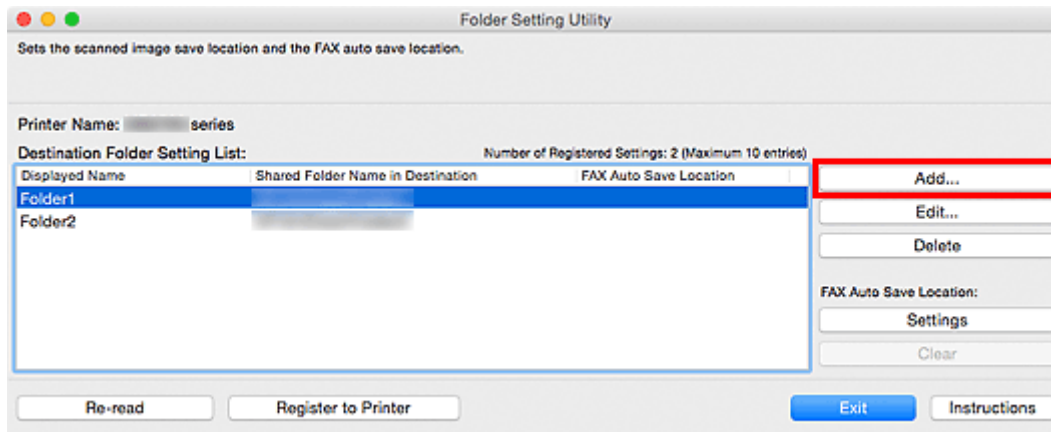 Folder Setting Utility
Sets the scanned image save location and the FAX auto save location.
Printer Name: series
Destination Folder Setting List: Number of Registered Settings: 2 (Maximum 10 entries)
Displayed Name Shared Folder Name in Destination FAX Auto Save Location
Add...
Folder1
Edit...
Folder2
Delete
FAX Auto Save Location:
Settings
Clear
Re-read Register to Printer Exit Instructions